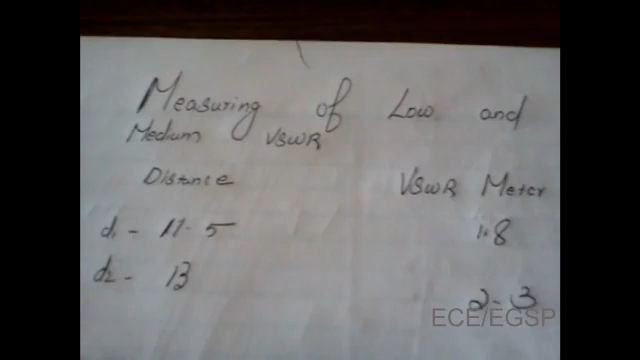 Measuring of Low and
Medium VSWR
Distance VSWR Meter
d1 - 11.5 1.8
d2 - 13 2.3
ECE/EGSP